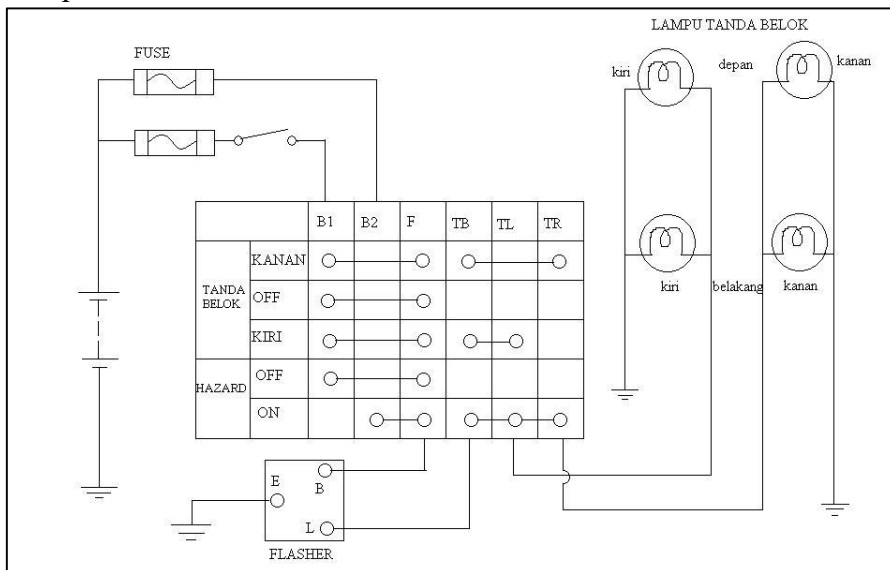 LAMPU TANDA BELOK
FUSE
kiri
depan
kanan
B1 B2 F TB TL TR
KANAN
TANDA
BELOK
OFF
KIRI
HAZARD
OFF
ON
kiri
belakang
kanan
E
B
L
FLASHER